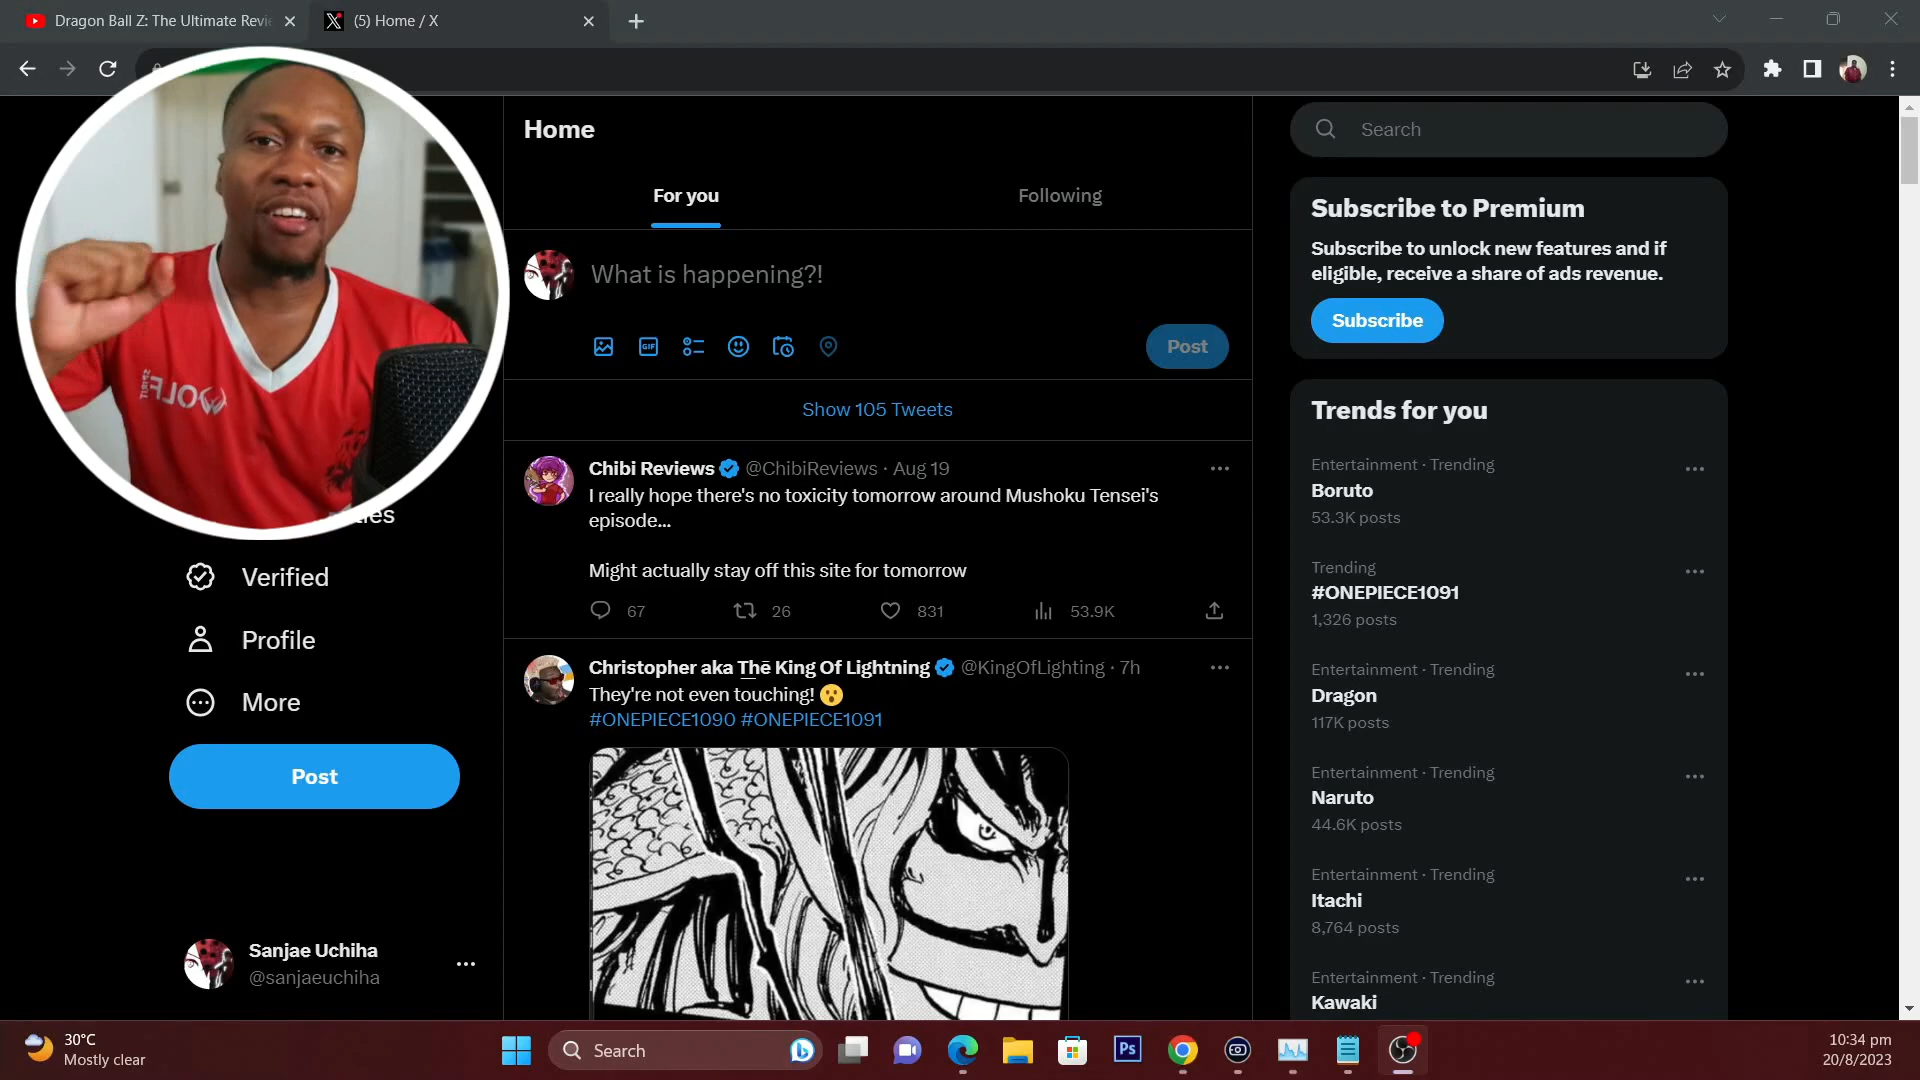 Dragon Ball Z: The Ultimate Revi
(5) Home / X
Home
For you
Following
What is happening?!
GIF
Post
Show 105 Tweets
Chibi Reviews @ChibiReviews · Aug 19
I really hope there's no toxicity tomorrow around Mushoku Tensei's
episode...
Might actually stay off this site for tomorrow
67
26
831
53.9K
Christopher aka Thē King Of Lightning @KingOfLighting · 7h
They're not even touching! 😮
#ONEPIECE1090 #ONEPIECE1091
Verified
Profile
More
Post
Sanjae Uchiha
@sanjaeuchiha
WOLF
SPIRIT
Search
Subscribe to Premium
Subscribe to unlock new features and if
eligible, receive a share of ads revenue.
Subscribe
Trends for you
Entertainment · Trending
Boruto
53.3K posts
Trending
#ONEPIECE1091
1,326 posts
Entertainment · Trending
Dragon
117K posts
Entertainment · Trending
Naruto
44.6K posts
Entertainment · Trending
Itachi
8,764 posts
Entertainment · Trending
Kawaki
30°C
Mostly clear
Search
Ps
10:34 pm
20/8/2023